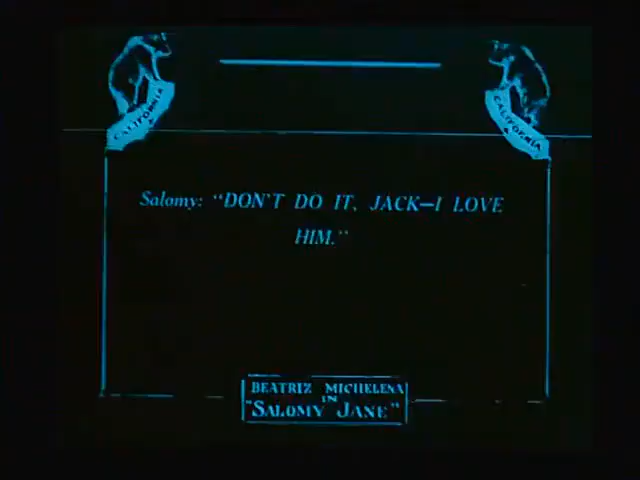 CALIFORNIA
CALIFORNIA
Salomy: "DON'T DO IT, JACK—I LOVE
HIM."
BEATRIZ MICHELENA
IN
"SALOMY JANE"